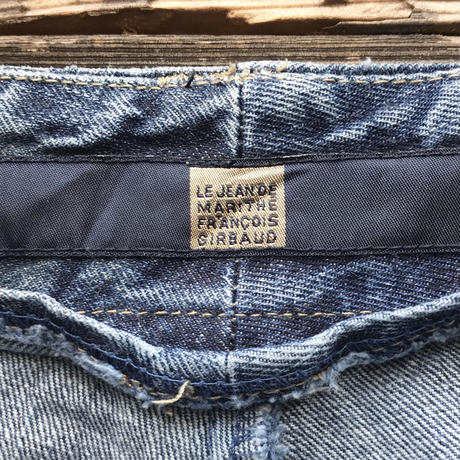 LE JEAN DE
MARITHÉ
FRANÇOIS
GIRBAUD